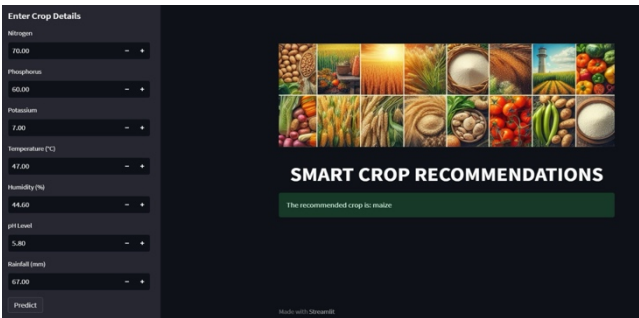 Enter Crop Details
Nitrogen
70.00 - +
Phosphorus
60.00 - +
Potassium
7.00 - +
Temperature (°C)
47.00 - +
Humidity (%)
44.60 - +
pH Level
5.80 - +
Rainfall (mm)
67.00 - +
Predict
SMART CROP RECOMMENDATIONS
The recommended crop is: maize
Made with Streamlit